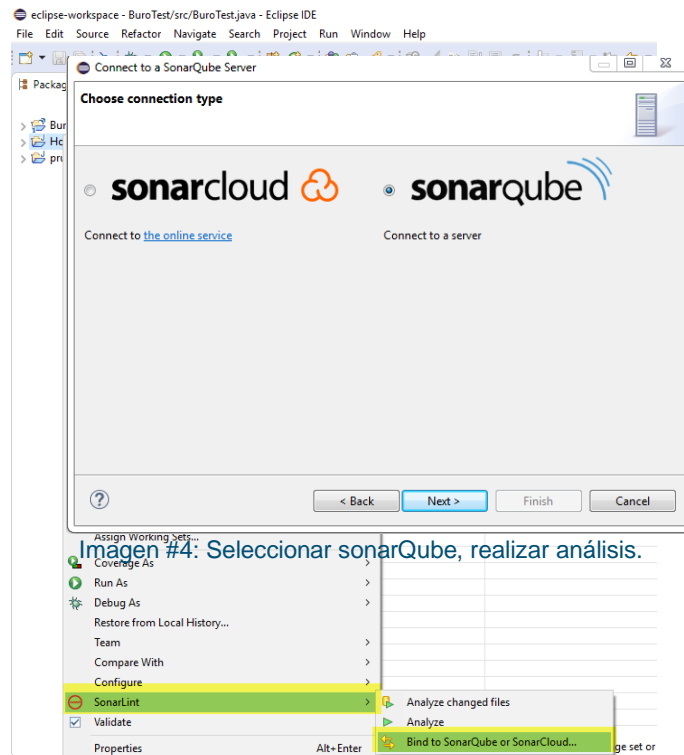 eclipse-workspace - BuroTest/src/BuroTest.java - Eclipse IDE
File Edit Source Refactor Navigate Search Project Run Window Help
Connect to a SonarQube Server
Packag
Choose connection type
Bur
Ho
pru
sonarcloud
sonarqube
Connect to the online service
Connect to a server
< Back
Next >
Finish
Cancel
Assign Working Sets...
Imagen #4: Seleccionar sonarQube, realizar análisis.
Coverage As
Run As
Debug As
Restore from Local History...
Team
Compare With
Configure
SonarLint
Analyze changed files
Validate
Analyze
Bind to SonarQube or SonarCloud...
ge set or
Properties Alt+Enter